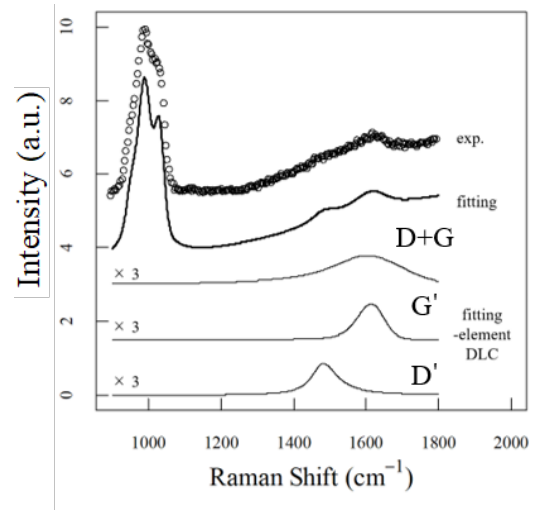 Intensity (a.u.)
10
8
6
4
2
0
exp.
fitting
D+G
× 3
G'
× 3
fitting
-element
DLC
D'
× 3
1000 1200 1400 1600 1800 2000
Raman Shift (cm⁻¹)